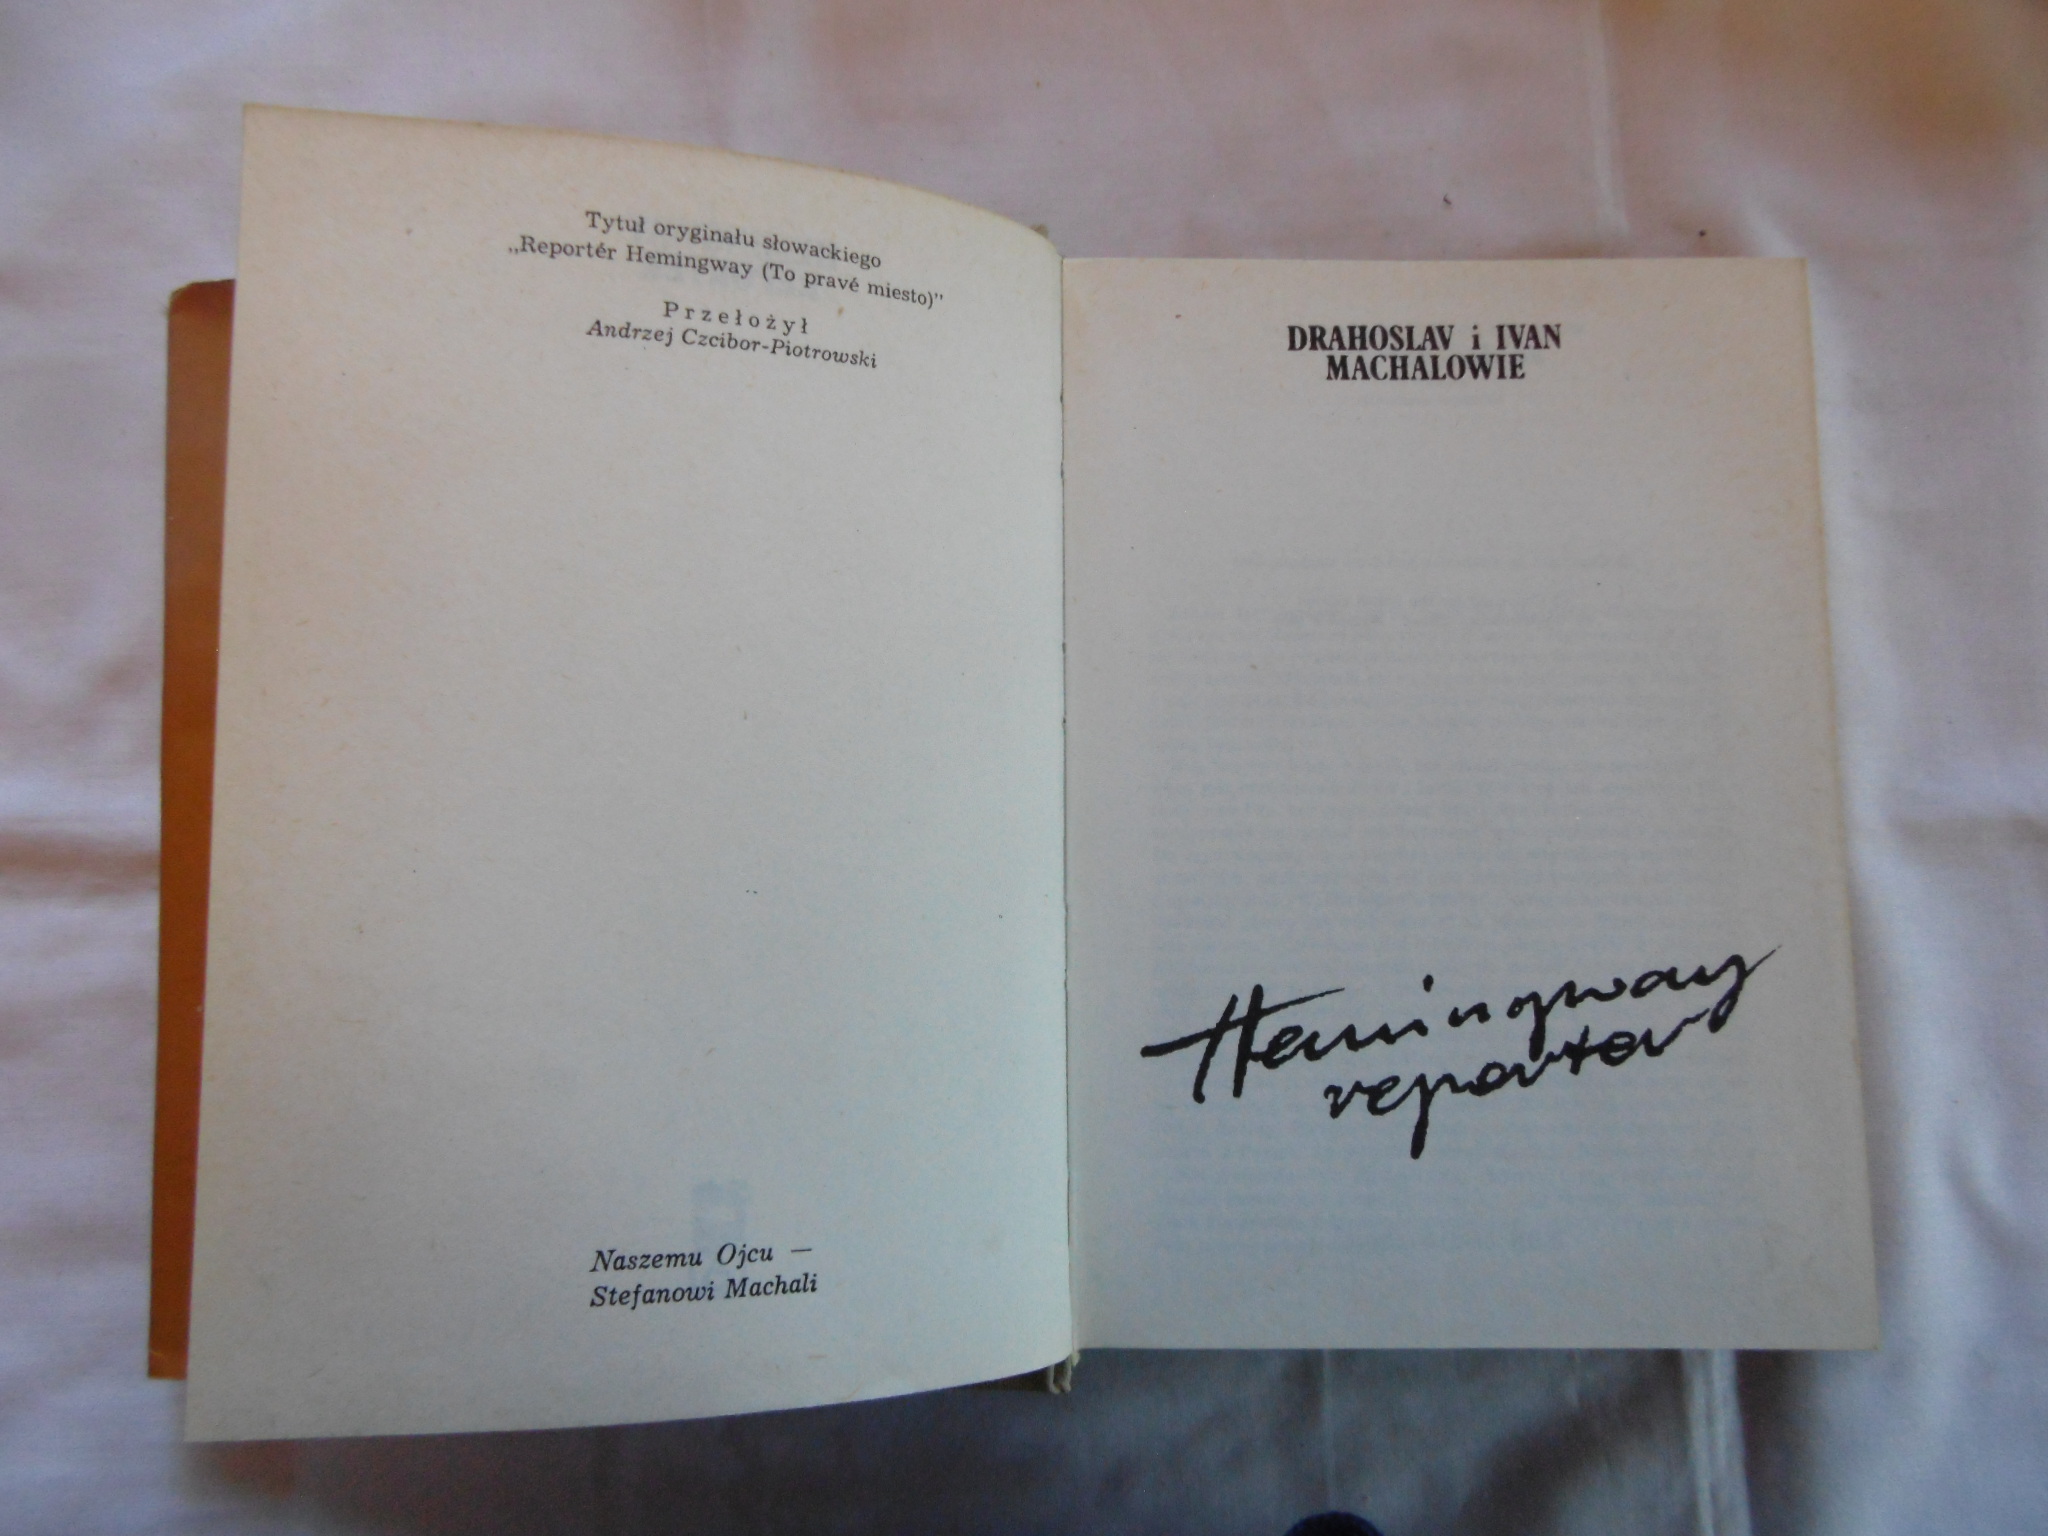 Tytuł oryginału słowackiego
„Reportér Hemingway (To pravé miesto)”
Przełożył
Andrzej Czcibor-Piotrowski
Naszemu Ojcu —
Stefanowi Machali
DRAHOSLAV i IVAN
MACHALOWIE
Hemingway
reporter